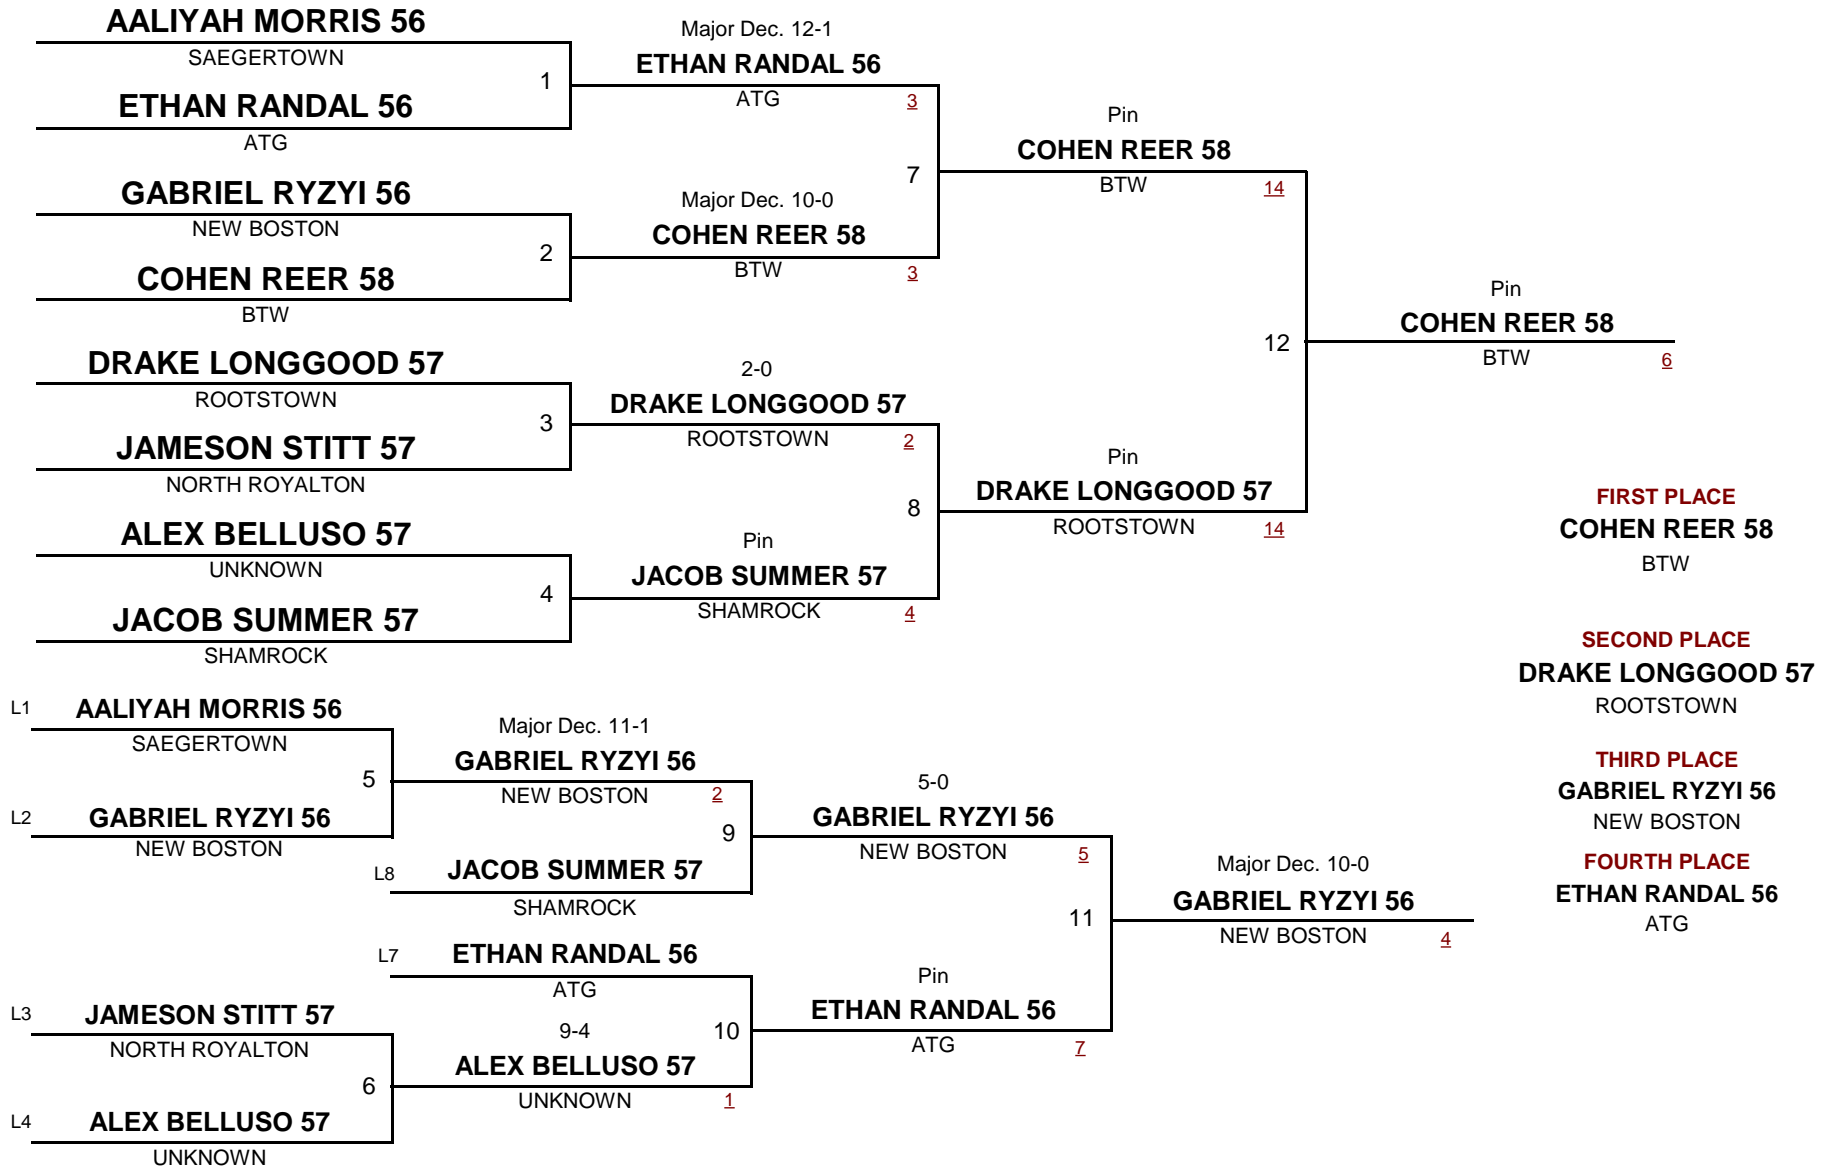 AALIYAH MORRIS 56
SAEGERTOWN
1
ETHAN RANDAL 56
ATG
GABRIEL RYZYI 56
NEW BOSTON
2
COHEN REER 58
BTW
DRAKE LONGGOOD 57
ROOTSTOWN
3
JAMESON STITT 57
NORTH ROYALTON
ALEX BELLUSO 57
UNKNOWN
4
JACOB SUMMER 57
SHAMROCK
Major Dec. 12-1
ETHAN RANDAL 56
ATG 3
7
Major Dec. 10-0
COHEN REER 58
BTW 3
2-0
DRAKE LONGGOOD 57
ROOTSTOWN 2
8
Pin
JACOB SUMMER 57
SHAMROCK 4
Pin
COHEN REER 58
BTW 14
12
Pin
DRAKE LONGGOOD 57
ROOTSTOWN 14
Pin
COHEN REER 58
BTW 6
FIRST PLACE
COHEN REER 58
BTW
SECOND PLACE
DRAKE LONGGOOD 57
ROOTSTOWN
THIRD PLACE
GABRIEL RYZYI 56
NEW BOSTON
FOURTH PLACE
ETHAN RANDAL 56
ATG
L1 AALIYAH MORRIS 56
SAEGERTOWN
5
L2 GABRIEL RYZYI 56
NEW BOSTON
L3 JAMESON STITT 57
NORTH ROYALTON
6
L4 ALEX BELLUSO 57
UNKNOWN
Major Dec. 11-1
GABRIEL RYZYI 56
NEW BOSTON 2
9
L8 JACOB SUMMER 57
SHAMROCK
L7 ETHAN RANDAL 56
ATG
10
9-4
ALEX BELLUSO 57
UNKNOWN 1
5-0
GABRIEL RYZYI 56
NEW BOSTON 5
11
Pin
ETHAN RANDAL 56
ATG 7
Major Dec. 10-0
GABRIEL RYZYI 56
NEW BOSTON 4